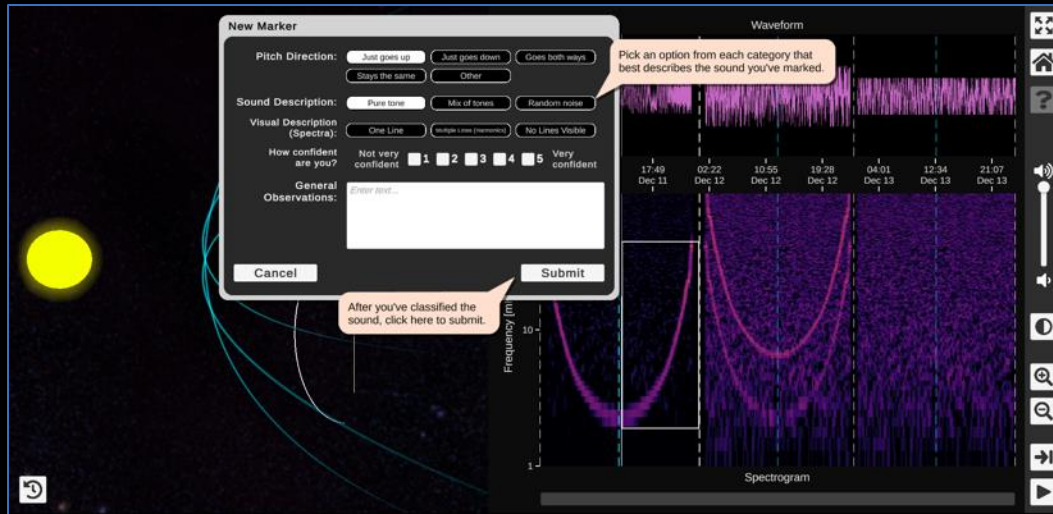 New Marker
Pitch Direction:
Just goes up
Just goes down
Goes both ways
Stays the same
Other
Sound Description:
Pure tone
Mix of tones
Random noise
Visual Description
(Spectra):
One Line
Multiple Lines (Harmonics)
No Lines Visible
How confident
are you?
Not very
confident
1
2
3
4
5
Very
confident
General
Observations:
Enter text...
Cancel
Submit
Pick an option from each category that
best describes the sound you've marked.
After you've classified the
sound, click here to submit.
Waveform
17:49
Dec 11
02:22
Dec 12
10:55
Dec 12
19:28
Dec 12
04:01
Dec 13
12:34
Dec 13
21:07
Dec 13
Frequency [m
10
1
Spectrogram
?